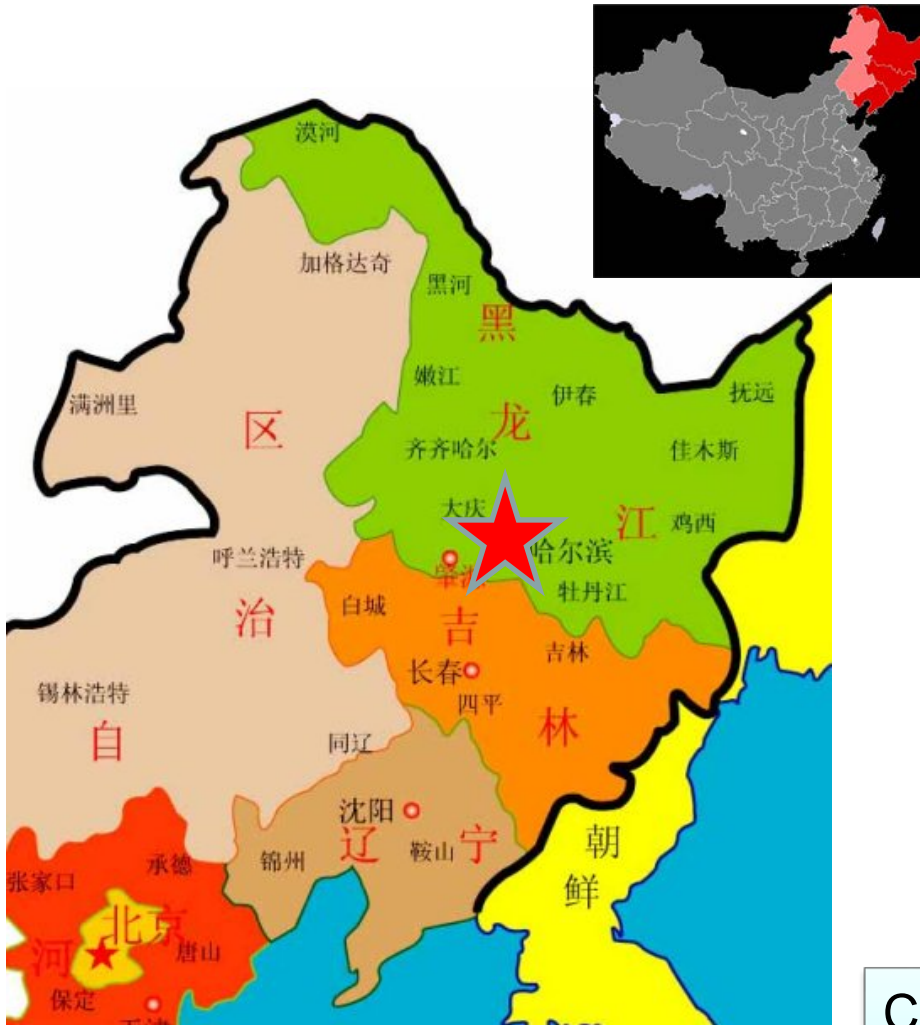 漠河
加格达奇
黑河
黑
嫩江
伊春
抚远
满洲里
区
龙
齐齐哈尔
佳木斯
大庆
江
鸡西
呼兰浩特
哈尔滨
肇
牡丹江
白城
治
吉
吉林
长春
锡林浩特
四平
自
林
同辽
沈阳
辽
宁
朝
鲜
锦州
鞍山
承德
张家口
北京
河
唐山
保定
C